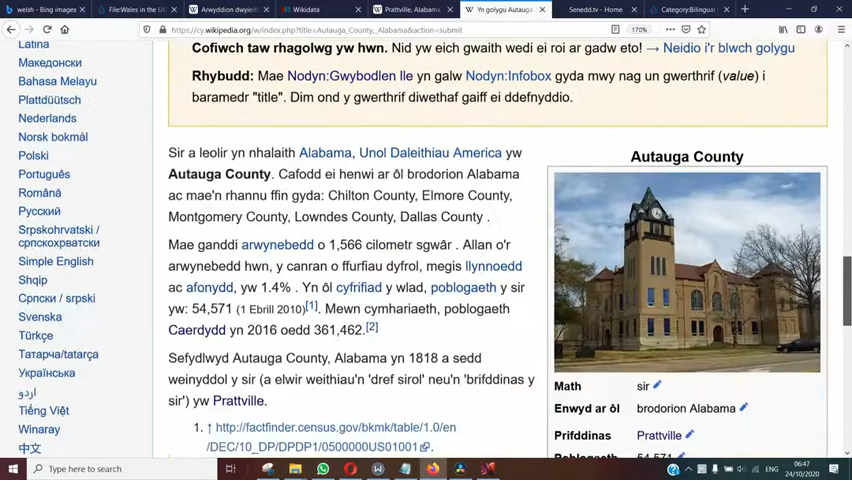 welsh - Bing images
File:Wales in the UK
Arwyddion dwyieith
Wikidata
Prattville, Alabama
Yn golygu Autauga
Senedd.tv - Home
Category:Bilingual
https://cy.wikipedia.org/w/index.php?title=Autauga_County,_Alabama&action=submit
170%
Latina
Македонски
Bahasa Melayu
Plattdüütsch
Nederlands
Norsk bokmål
Polski
Português
Română
Русский
Srpskohrvatski /
српскохрватски
Simple English
Shqip
Српски / srpski
Svenska
Türkçe
Татарча/tatarça
Українська
اردو
Tiếng Việt
Winaray
中文
Cofiwch taw rhagolwg yw hwn. Nid yw eich gwaith wedi ei roi ar gadw eto! → Neidio i'r blwch golygu
Rhybudd: Mae Nodyn:Gwybodlen lle yn galw Nodyn:Infobox gyda mwy nag un gwerthrif (value) i
baramedr "title". Dim ond y gwerthrif diwethaf gaiff ei ddefnyddio.
Sir a leolir yn nhalaith Alabama, Unol Daleithiau America yw
Autauga County. Cafodd ei henwi ar ôl brodorion Alabama
ac mae'n rhannu ffin gyda: Chilton County, Elmore County,
Montgomery County, Lowndes County, Dallas County .
Mae ganddi arwynebedd o 1,566 cilometr sgwâr . Allan o'r
arwynebedd hwn, y canran o ffurfiau dyfrol, megis llynnoedd
ac afonydd, yw 1.4% . Yn ôl cyfrifiad y wlad, poblogaeth y sir
yw: 54,571 (1 Ebrill 2010)[1]. Mewn cymhariaeth, poblogaeth
Caerdydd yn 2016 oedd 361,462.[2]
Sefydlwyd Autauga County, Alabama yn 1818 a sedd
weinyddol y sir (a elwir weithiau'n 'dref sirol' neu'n 'brifddinas y
sir') yw Prattville.
1. ↑ http://factfinder.census.gov/bkmk/table/1.0/en
/DEC/10_DP/DPDP1/0500000US01001
Autauga County
Math sir
Enwyd ar ôl brodorion Alabama
Prifddinas Prattville
Poblogaeth 54,571
Type here to search
ENG
06:47
24/10/2020